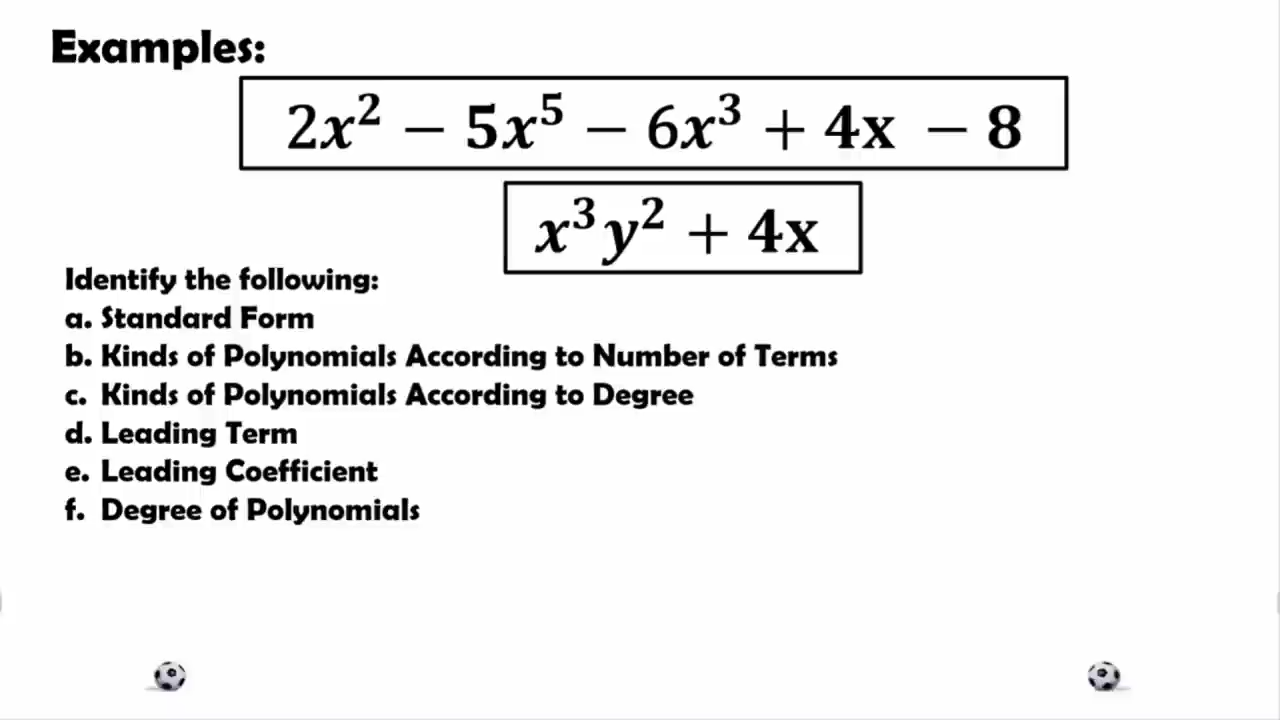 Examples:
2x² − 5x⁵ − 6x³ + 4x − 8
x³y² + 4x
Identify the following:
a. Standard Form
b. Kinds of Polynomials According to Number of Terms
c. Kinds of Polynomials According to Degree
d. Leading Term
e. Leading Coefficient
f. Degree of Polynomials